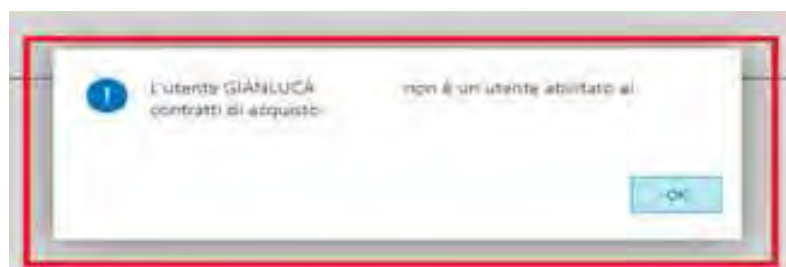 L'utente GIANLUCA non è un utente abilitato ai
contratti di acquisto.
OK